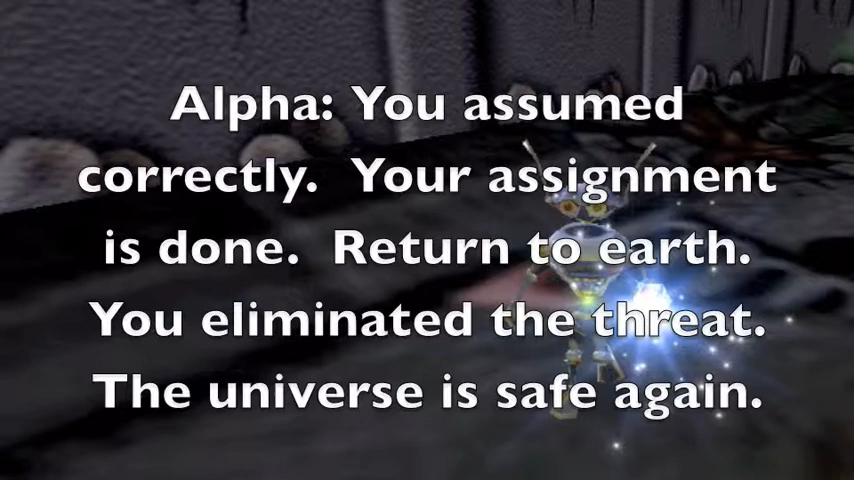 Alpha: You assumed
correctly.  Your assignment
is done.  Return to earth.
You eliminated the threat.
The universe is safe again.